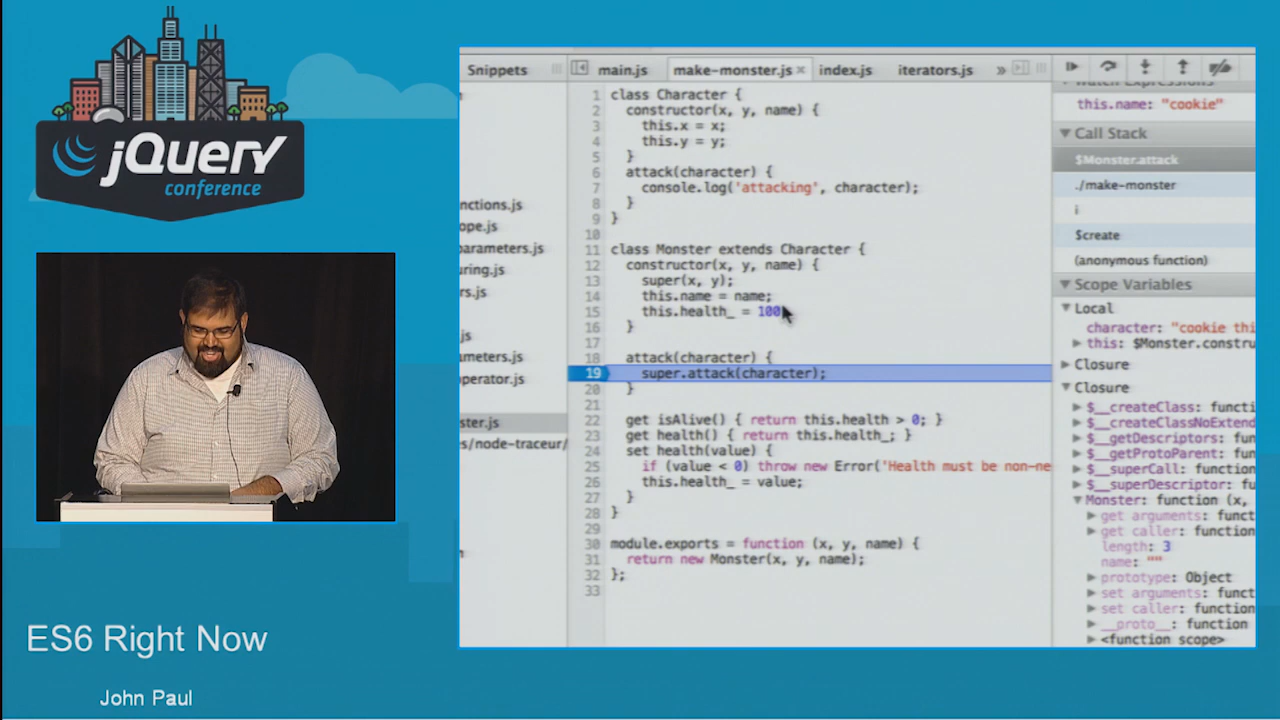 jQuery
conference
ES6 Right Now
John Paul
Snippets
main.js
make-monster.js ×
index.js
iterators.js
»
nctions.js
ope.js
parameters.js
uring.js
rs.js
js
meters.js
perator.js
ster.js
es/node-traceur/
1 class Character {
2 constructor(x, y, name) {
3 this.x = x;
4 this.y = y;
5 }
6 attack(character) {
7 console.log('attacking', character);
8 }
9 }
10
11 class Monster extends Character {
12 constructor(x, y, name) {
13 super(x, y);
14 this.name = name;
15 this.health_ = 100
16 }
17
18 attack(character) {
19 super.attack(character);
20 }
21
22 get isAlive() { return this.health > 0; }
23 get health() { return this.health_; }
24 set health(value) {
25 if (value < 0) throw new Error('Health must be non-ne
26 this.health_ = value;
27 }
28 }
29
30 module.exports = function (x, y, name) {
31 return new Monster(x, y, name);
32 };
33
Watch Expressions
this.name: "cookie"
Call Stack
$Monster.attack
./make-monster
i
$create
(anonymous function)
Scope Variables
Local
character: "cookie thi
this: $Monster.constru
Closure
Closure
$__createClass: functi
$__createClassNoExtend
$__getDescriptors: fun
$__getProtoParent: fun
$__superCall: function
$__superDescriptor: fu
Monster: function (x,
get arguments: funct
get caller: function
length: 3
name: ""
prototype: Object
set arguments: funct
set caller: function
__proto__: function
<function scope>